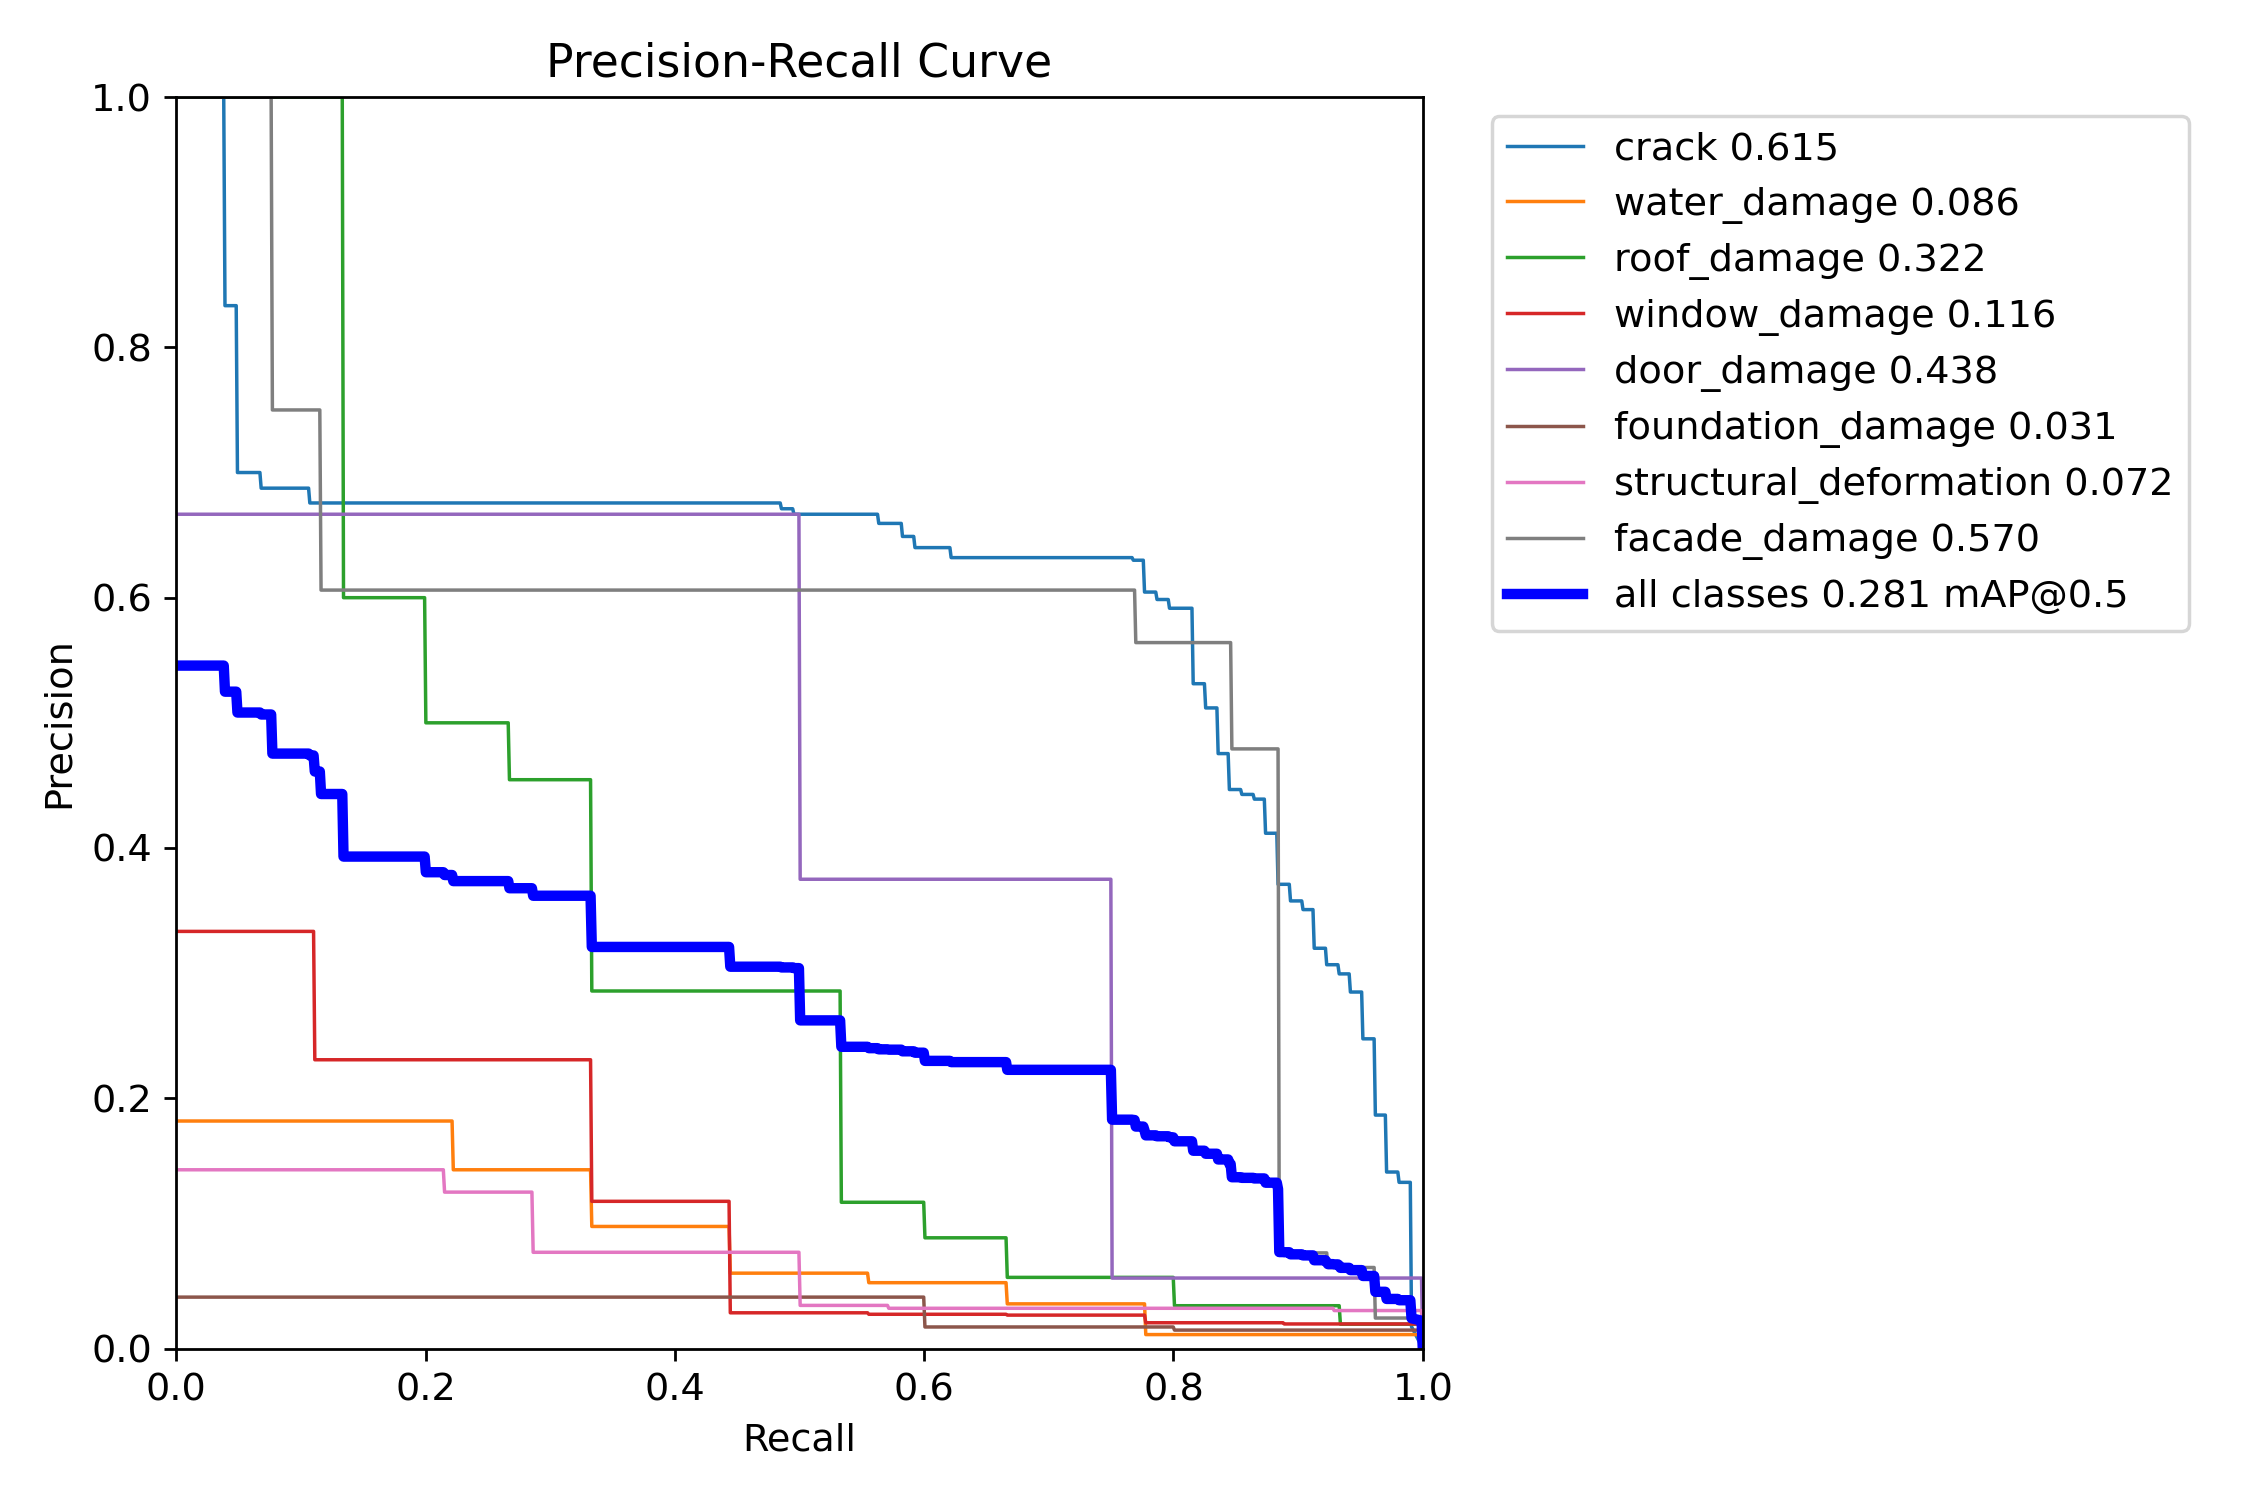 Precision-Recall Curve
1.0
0.8
0.6
0.4
0.2
0.0
Precision
0.0 0.2 0.4 0.6 0.8 1.0
Recall
crack 0.615
water_damage 0.086
roof_damage 0.322
window_damage 0.116
door_damage 0.438
foundation_damage 0.031
structural_deformation 0.072
facade_damage 0.570
all classes 0.281 mAP@0.5